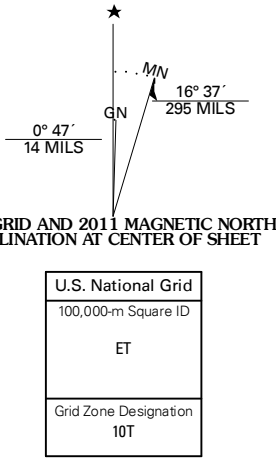 ★
MN
GN
16° 37´
295 MILS
0° 47´
14 MILS
GRID AND 2011 MAGNETIC NORTH
LINATION AT CENTER OF SHEET
U.S. National Grid
100,000-m Square ID
ET
Grid Zone Designation
10T